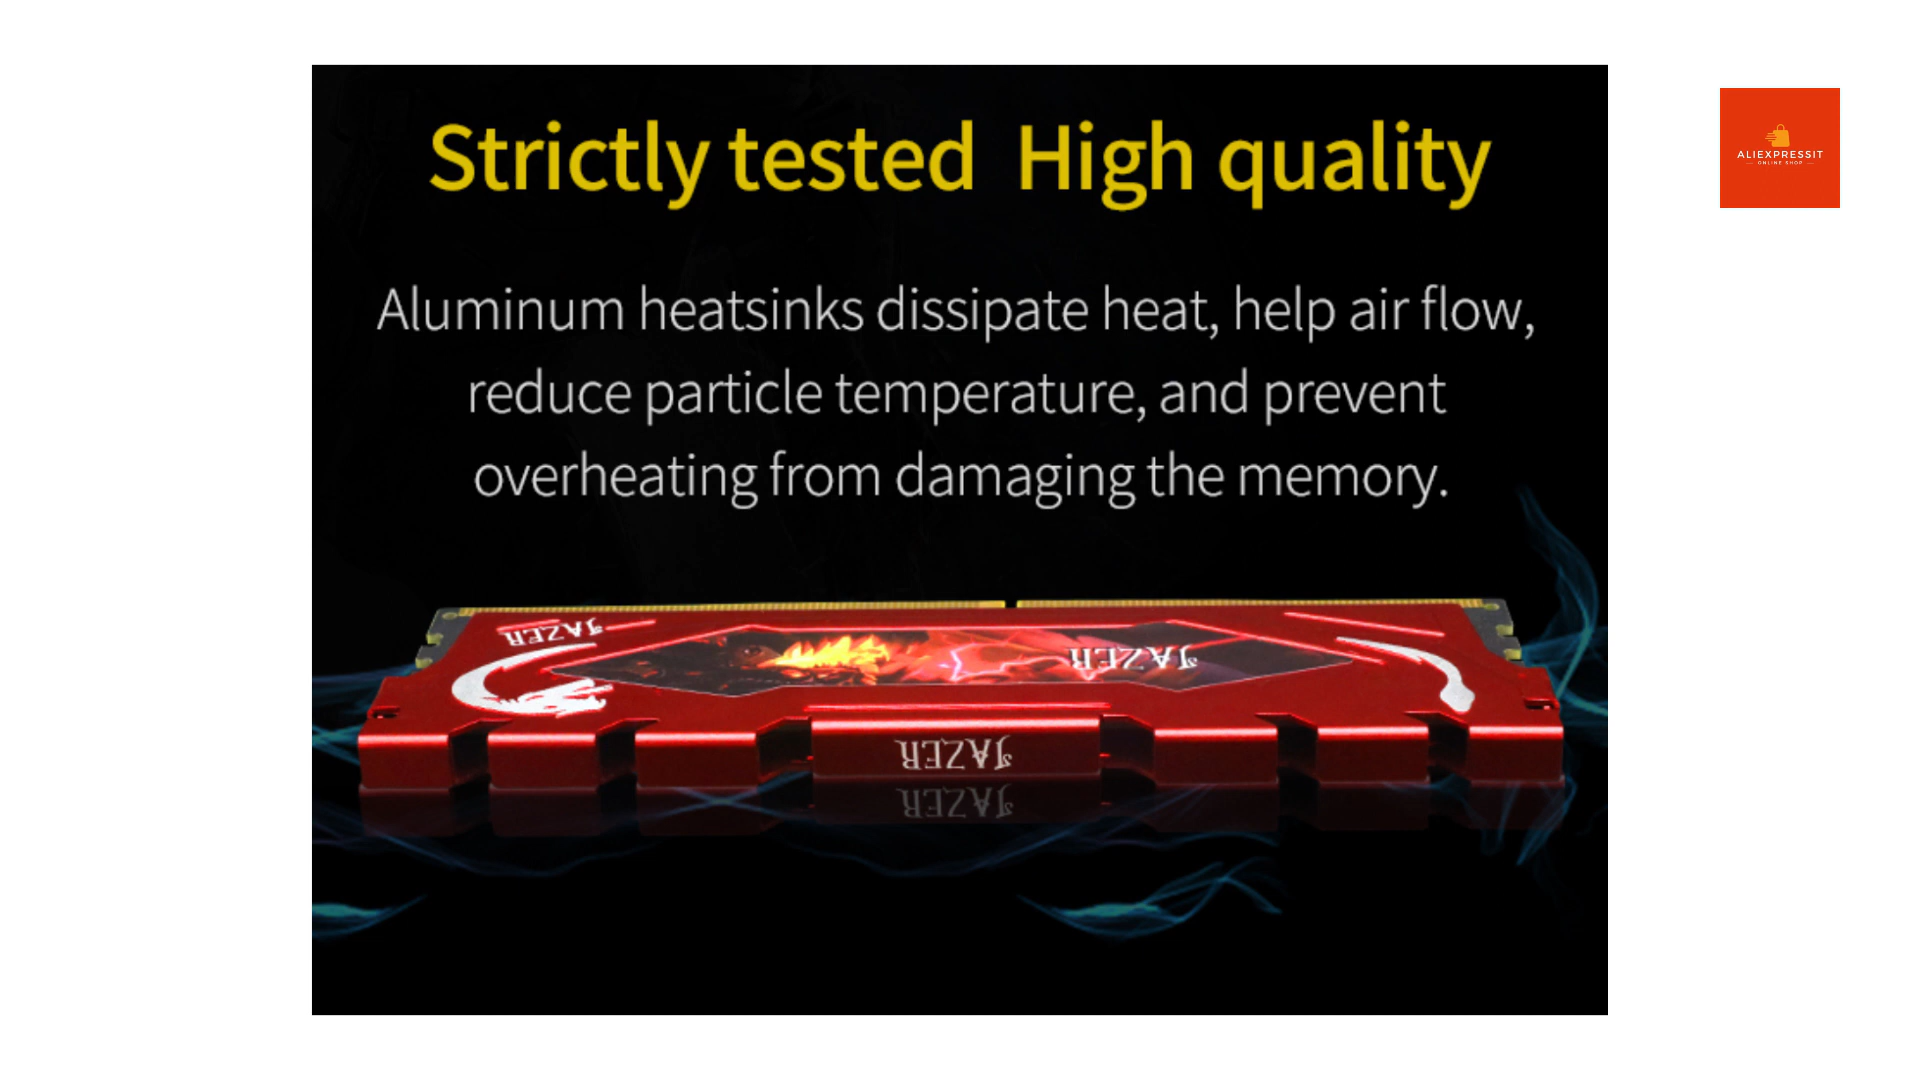 Strictly tested High quality
ALIEXPRESSIT
ONLINE SHOP
Aluminum heatsinks dissipate heat, help air flow,
reduce particle temperature, and prevent
overheating from damaging the memory.
JAZER
JAZER
JAZER
JAZER